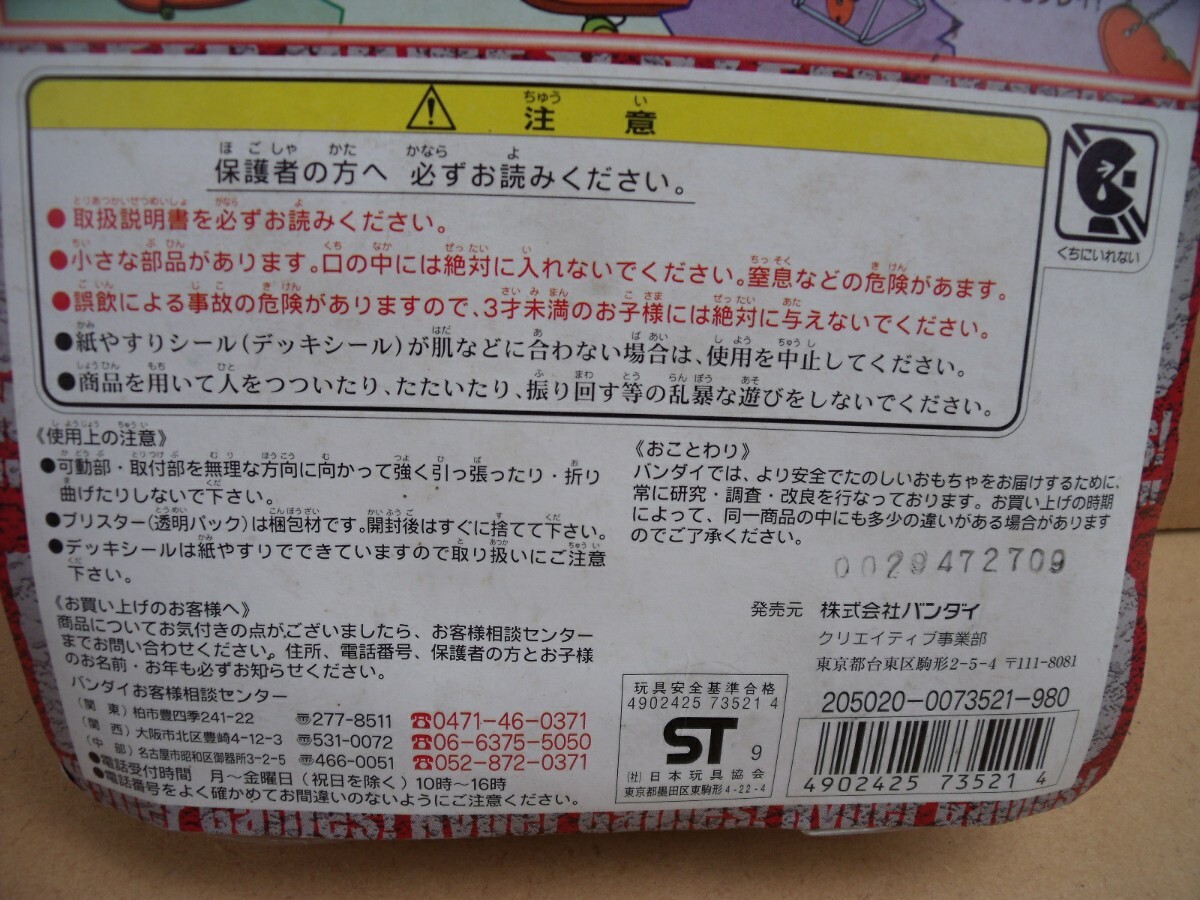 注意
保護者の方へ 必ずお読みください。
●取扱説明書を必ずお読みください。
●小さな部品があります。口の中には絶対に入れないでください。窒息などの危険があます。
●誤飲による事故の危険がありますので、3才未満のお子様には絶対に与えないでください。
●紙やすりシール(デッキシール)が肌などに合わない場合は、使用を中止してください。
●商品を用いて人をつついたり、たたいたり、振り回す等の乱暴な遊びをしないでください。
くちにいれない
《使用上の注意》
●可動部・取付部を無理な方向に向かって強く引っ張ったり・折り
曲げたりしないで下さい。
●ブリスター(透明パック)は梱包材です。開封後はすぐに捨てて下さい。
●デッキシールは紙やすりでできていますので取り扱いにご注意
下さい。
《お買い上げのお客様へ》
商品についてお気付きの点がございましたら、お客様相談センター
までお問い合わせください。住所、電話番号、保護者の方とお子様
のお名前・お年も必ずお知らせください。
バンダイお客様相談センター
(関 東) 柏市豊四季241-22 〒277-8511 ☎0471-46-0371
(関 西) 大阪市北区豊崎4-12-3 〒531-0072 ☎06-6375-5050
(中 部) 名古屋市昭和区御器所3-2-5 〒466-0051 ☎052-872-0371
●電話受付時間 月〜金曜日(祝日を除く)10時〜16時
●電話番号をよく確かめてお間違いのないようにご注意ください。
《おことわり》
バンダイでは、より安全でたのしいおもちゃをお届けするために、
常に研究・調査・改良を行なっております。お買い上げの時期
によって、同一商品の中にも多少の違いがある場合があります
のでご了承ください。
0029472709
発売元 株式会社バンダイ
クリエイティブ事業部
東京都台東区駒形2-5-4 〒111-8081
玩具安全基準合格
4902425 73521 4
ST 9
(社)日本玩具協会
東京都墨田区東駒形4-22-4
205020-0073521-980
4902425 735214